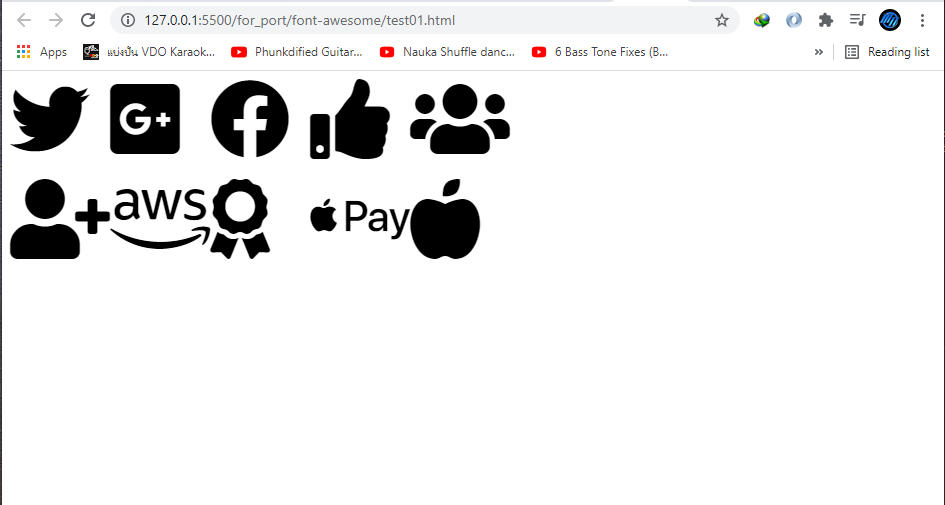 127.0.0.1:5500/for_port/font-awesome/test01.html
Apps
แบ่งปัน VDO Karaok...
Phunkdified Guitar...
Nauka Shuffle danc...
6 Bass Tone Fixes (B...
»
Reading list
G+
aws
Pay